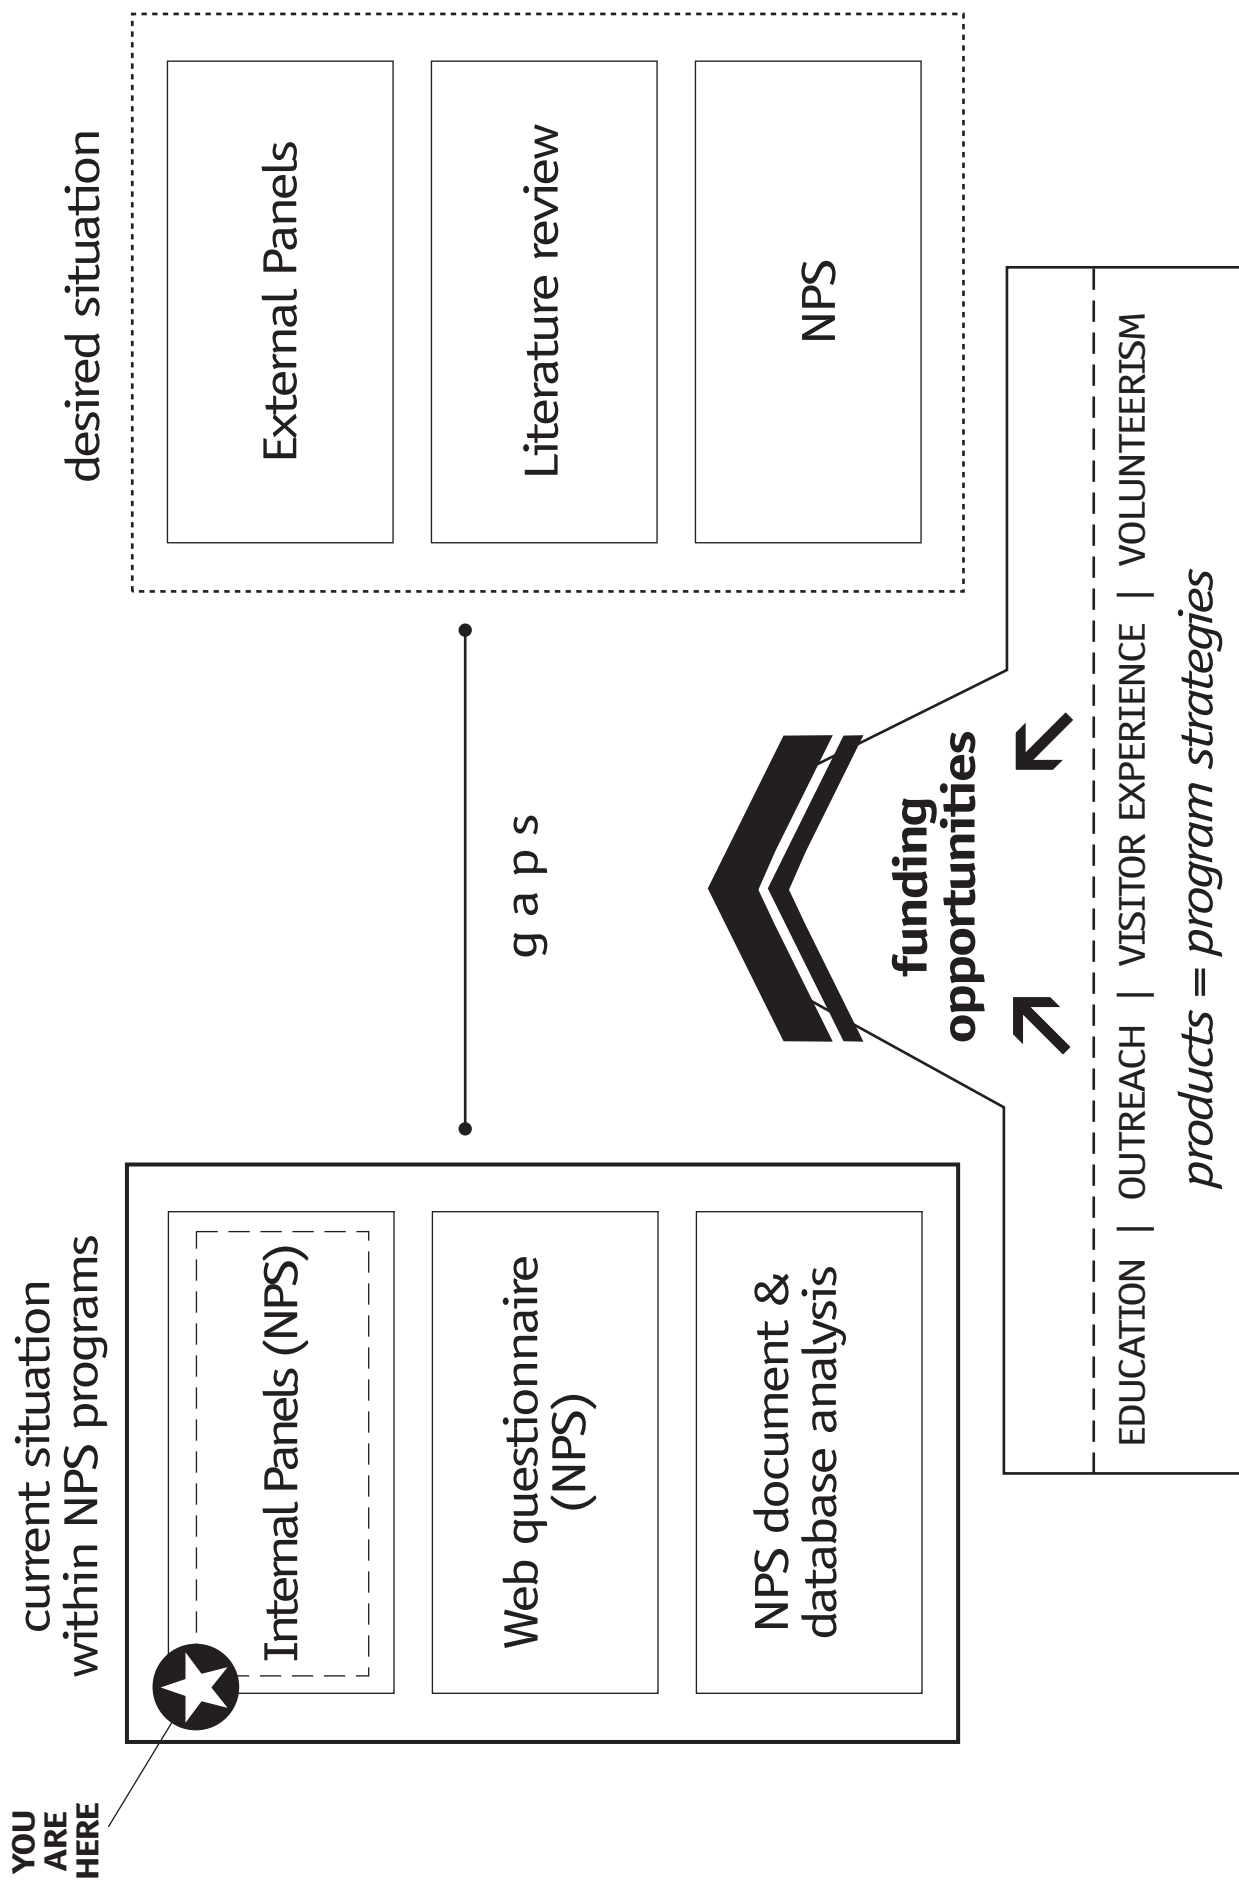 YOU
ARE
HERE
current situation
within NPS programs
Internal Panels (NPS)
Web questionnaire
(NPS)
NPS document &
database analysis
gaps
desired situation
External Panels
Literature review
NPS
funding
opportunities
EDUCATION | OUTREACH | VISITOR EXPERIENCE | VOLUNTEERISM
products = program strategies